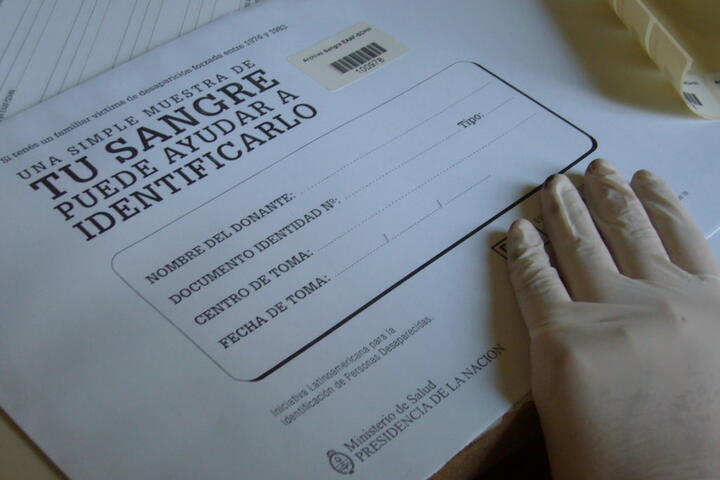 Si tenés un familiar víctima de desaparición forzada entre 1974 y 1983
UNA SIMPLE MUESTRA DE
TU SANGRE
PUEDE AYUDAR A
IDENTIFICARLO
100978
NOMBRE DEL DONANTE:
DOCUMENTO IDENTIDAD Nº: Tipo:
CENTRO DE TOMA:
FECHA DE TOMA: / /
Iniciativa Latinoamericana para la
Identificación de Personas Desaparecidas.
Ministerio de Salud
PRESIDENCIA DE LA NACION